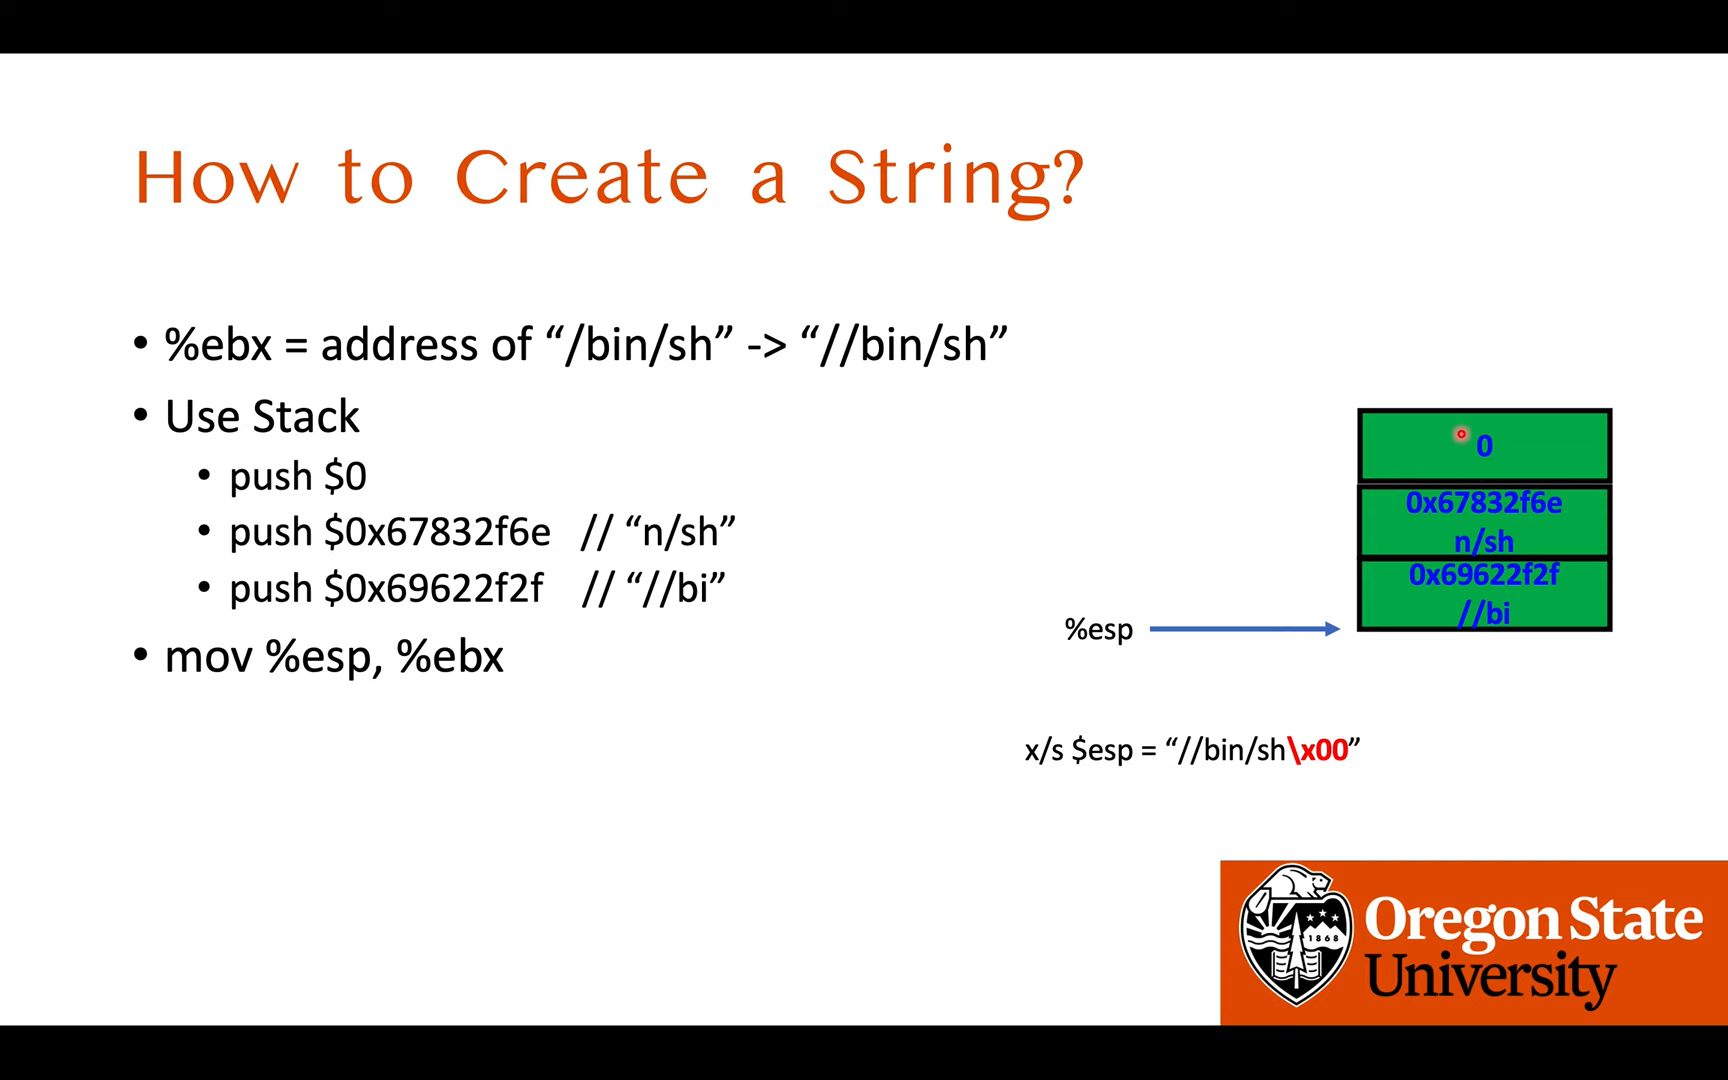 How to Create a String?
• %ebx = address of “/bin/sh” -> “//bin/sh”
• Use Stack
• push $0
• push $0x67832f6e // “n/sh”
• push $0x69622f2f // “//bi”
• mov %esp, %ebx
0
0x67832f6e
n/sh
0x69622f2f
//bi
%esp
x/s $esp = “//bin/sh\x00”
1868
Oregon State
University